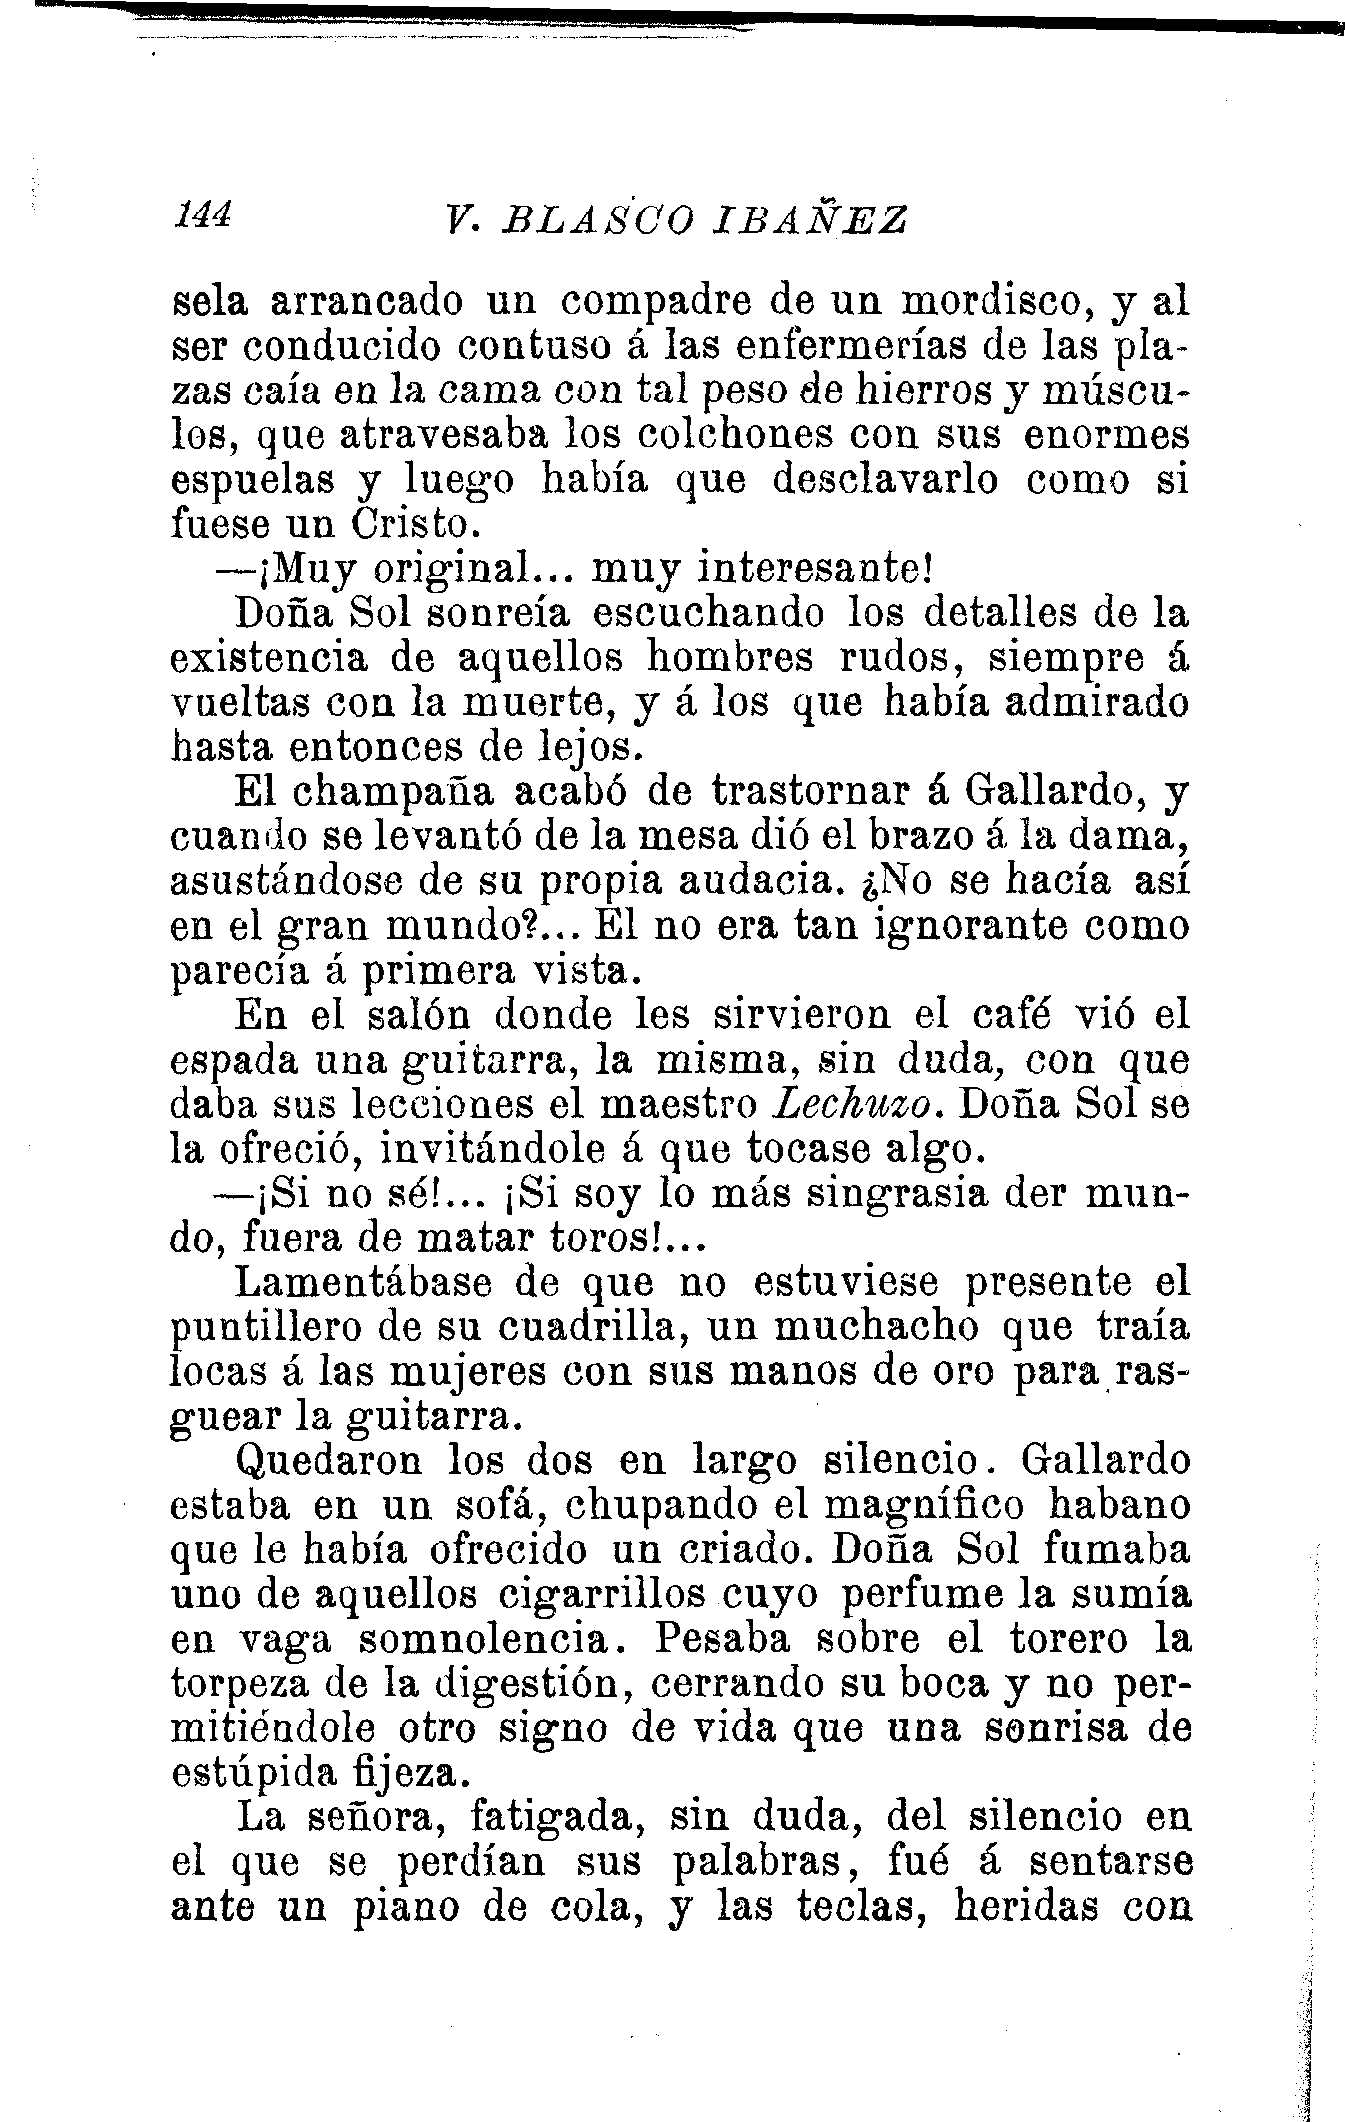 144 V. BLASCO IBAÑEZ
sela arrancado un compadre de un mordisco, y al
ser conducido contuso á las enfermerías de las pla-
zas caía en la cama con tal peso de hierros y múscu-
los, que atravesaba los colchones con sus enormes
espuelas y luego había que desclavarlo como si
fuese un Cristo.
—¡Muy original... muy interesante!
Doña Sol sonreía escuchando los detalles de la
existencia de aquellos hombres rudos, siempre á
vueltas con la muerte, y á los que había admirado
hasta entonces de lejos.
El champaña acabó de trastornar á Gallardo, y
cuando se levantó de la mesa dió el brazo á la dama,
asustándose de su propia audacia. ¿No se hacía así
en el gran mundo?... El no era tan ignorante como
parecía á primera vista.
En el salón donde les sirvieron el café vió el
espada una guitarra, la misma, sin duda, con que
daba sus lecciones el maestro Lechuzo. Doña Sol se
la ofreció, invitándole á que tocase algo.
—¡Si no sé!... ¡Si soy lo más singrasia der mun-
do, fuera de matar toros!...
Lamentábase de que no estuviese presente el
puntillero de su cuadrilla, un muchacho que traía
locas á las mujeres con sus manos de oro para ras-
guear la guitarra.
Quedaron los dos en largo silencio. Gallardo
estaba en un sofá, chupando el magnífico habano
que le había ofrecido un criado. Doña Sol fumaba
uno de aquellos cigarrillos cuyo perfume la sumía
en vaga somnolencia. Pesaba sobre el torero la
torpeza de la digestión, cerrando su boca y no per-
mitiéndole otro signo de vida que una sonrisa de
estúpida fijeza.
La señora, fatigada, sin duda, del silencio en
el que se perdían sus palabras, fué á sentarse
ante un piano de cola, y las teclas, heridas con